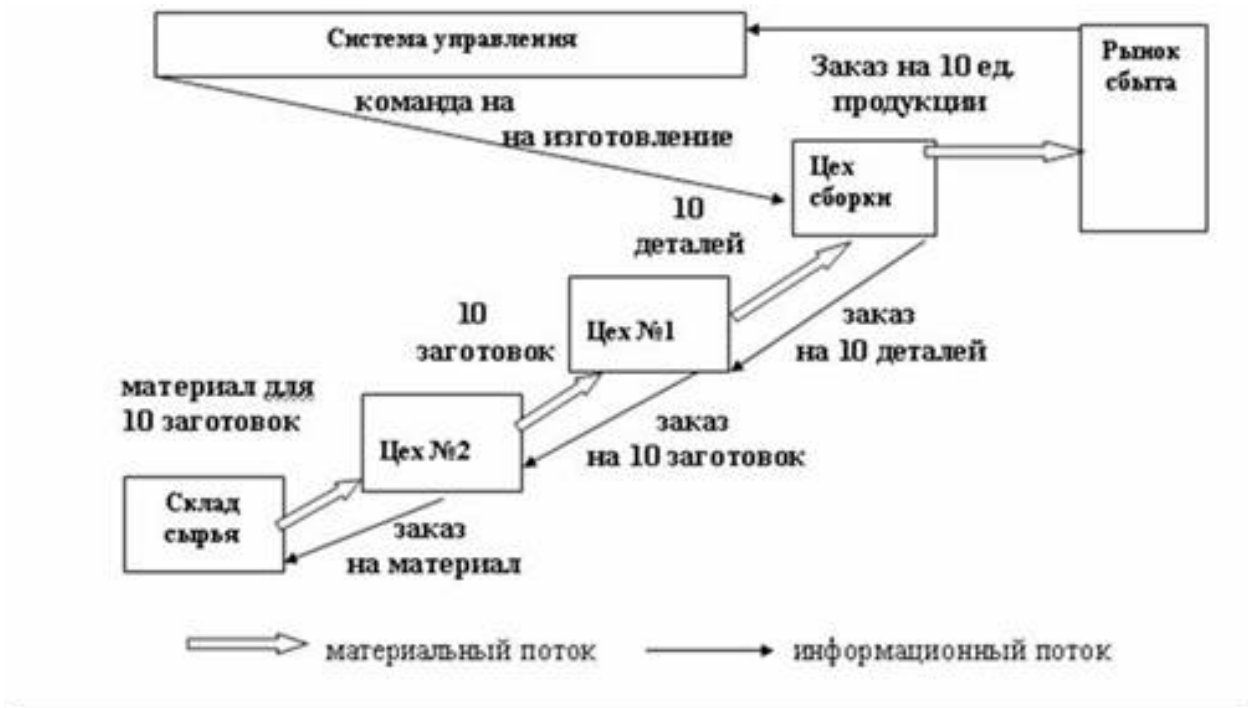 Система управления
Рынок
сбыта
Заказ на 10 ед.
продукции
команда на
на изготовление
Цех
сборки
10
деталей
Цех №1
заказ
на 10 деталей
10
заготовок
материал для
10 заготовок
Цех №2
заказ
на 10 заготовок
Склад
сырья
заказ
на материал
материальный поток
информационный поток